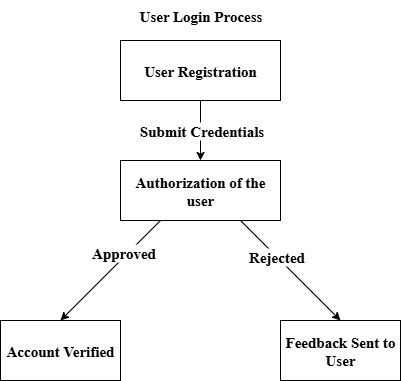 User Login Process
User Registration
Submit Credentials
Authorization of the
user
Approved
Rejected
Account Verified
Feedback Sent to
User